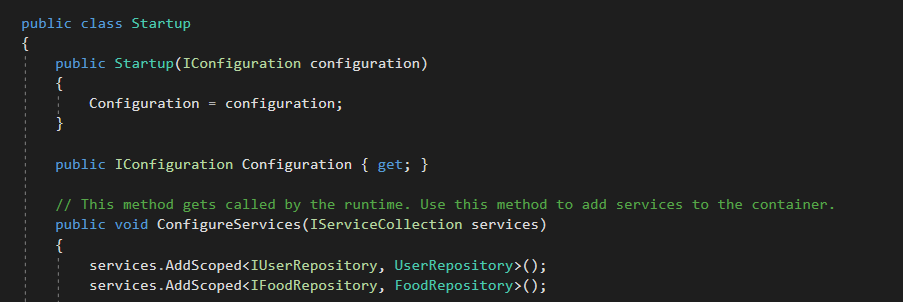 public class Startup
{
public Startup(IConfiguration configuration)
{
Configuration = configuration;
}
public IConfiguration Configuration { get; }
// This method gets called by the runtime. Use this method to add services to the container.
public void ConfigureServices(IServiceCollection services)
{
services.AddScoped<IUserRepository, UserRepository>();
services.AddScoped<IFoodRepository, FoodRepository>();